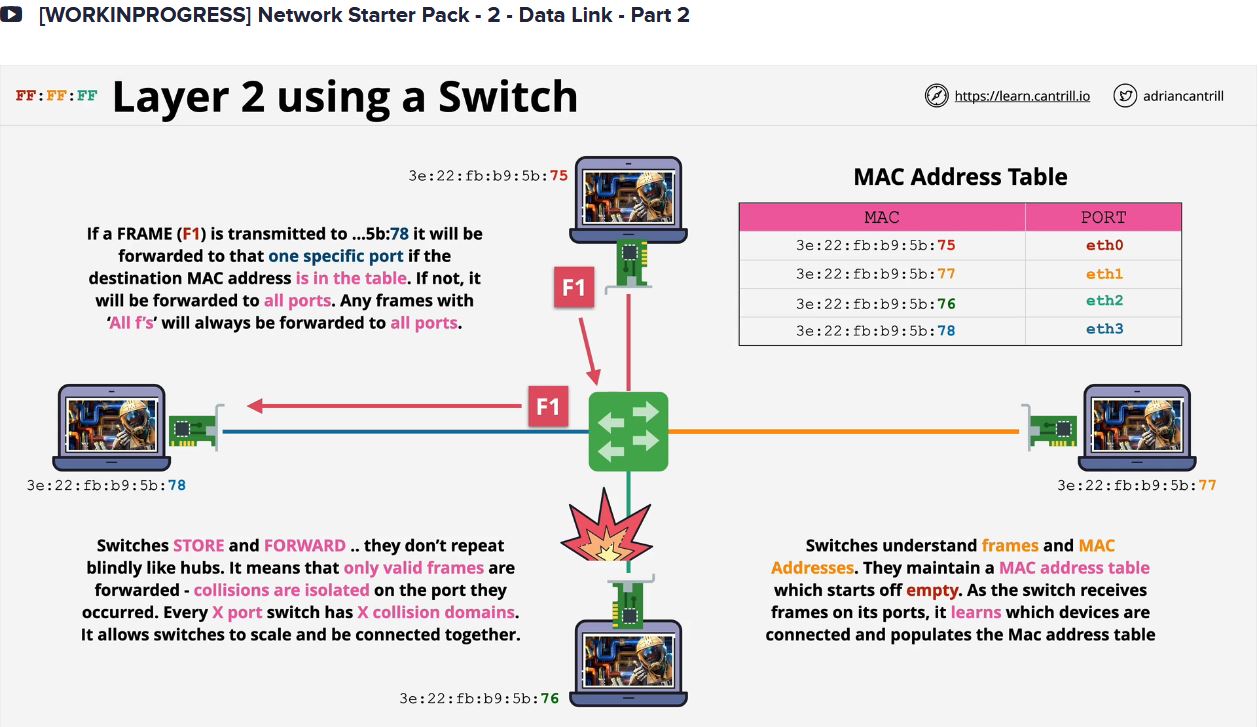 [WORKINPROGRESS] Network Starter Pack - 2 - Data Link - Part 2
FF:FF:FF Layer 2 using a Switch
https://learn.cantrill.io
adriancantrill
3e:22:fb:b9:5b:75
If a FRAME (F1) is transmitted to ...5b:78 it will be
forwarded to that one specific port if the
destination MAC address is in the table. If not, it
will be forwarded to all ports. Any frames with
‘All f’s’ will always be forwarded to all ports.
F1
MAC Address Table
MAC PORT
3e:22:fb:b9:5b:75 eth0
3e:22:fb:b9:5b:77 eth1
3e:22:fb:b9:5b:76 eth2
3e:22:fb:b9:5b:78 eth3
F1
3e:22:fb:b9:5b:78
3e:22:fb:b9:5b:77
Switches STORE and FORWARD .. they don’t repeat
blindly like hubs. It means that only valid frames are
forwarded - collisions are isolated on the port they
occurred. Every X port switch has X collision domains.
It allows switches to scale and be connected together.
Switches understand frames and MAC
Addresses. They maintain a MAC address table
which starts off empty. As the switch receives
frames on its ports, it learns which devices are
connected and populates the Mac address table
3e:22:fb:b9:5b:76